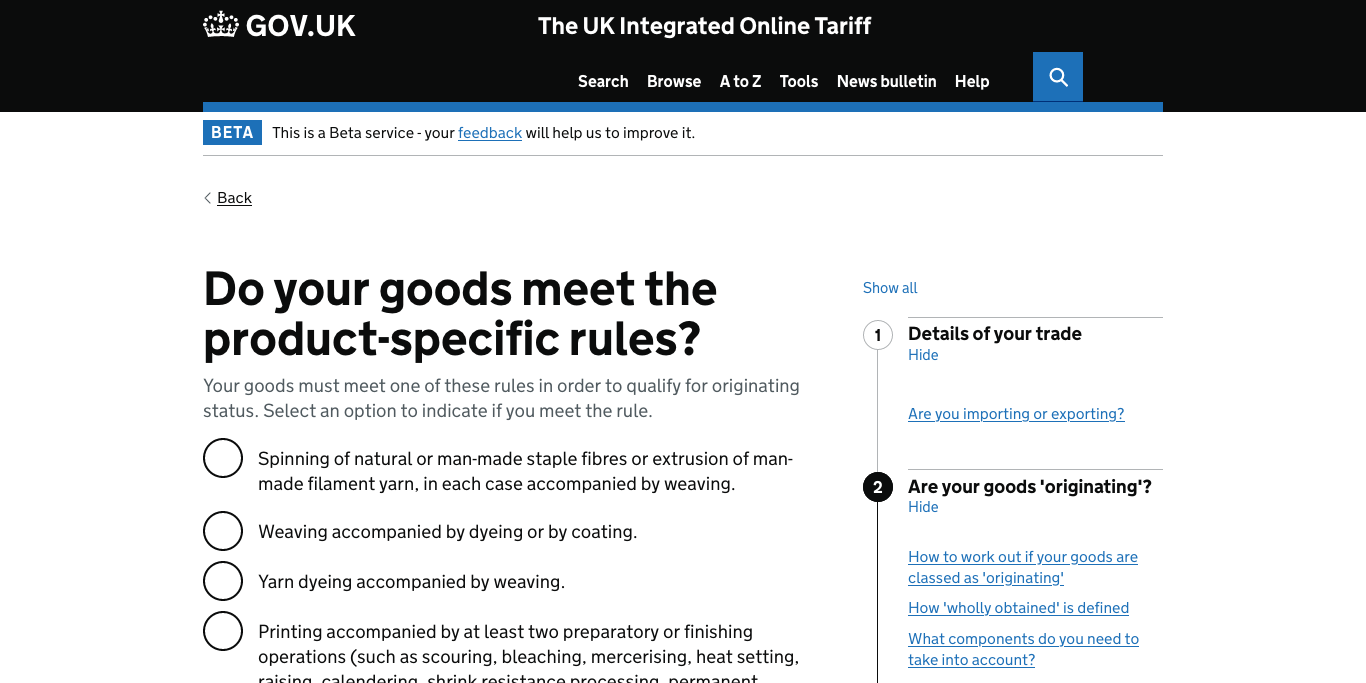 GOV.UK
The UK Integrated Online Tariff
Search Browse A to Z Tools News bulletin Help
BETA This is a Beta service - your feedback will help us to improve it.
Back
Do your goods meet the
product-specific rules?
Your goods must meet one of these rules in order to qualify for originating
status. Select an option to indicate if you meet the rule.
Spinning of natural or man-made staple fibres or extrusion of man-
made filament yarn, in each case accompanied by weaving.
Weaving accompanied by dyeing or by coating.
Yarn dyeing accompanied by weaving.
Printing accompanied by at least two preparatory or finishing
operations (such as scouring, bleaching, mercerising, heat setting,
raising, calendering, shrink resistance processing, permanent
Show all
1 Details of your trade
Hide
Are you importing or exporting?
2 Are your goods 'originating'?
Hide
How to work out if your goods are
classed as 'originating'
How 'wholly obtained' is defined
What components do you need to
take into account?